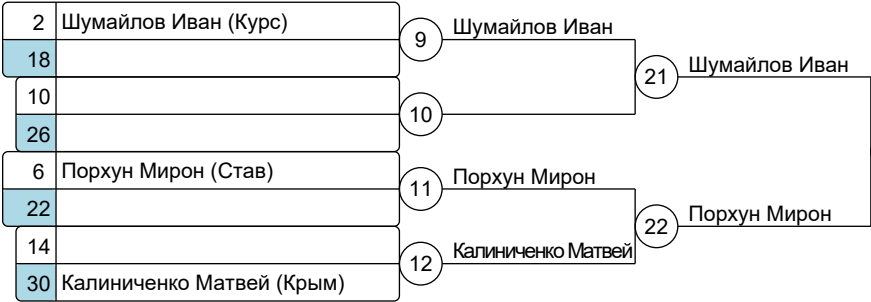 2 Шумайлов Иван (Курс)
18
9 Шумайлов Иван
10
26
10
21 Шумайлов Иван
6 Порхун Мирон (Став)
22
11 Порхун Мирон
14
30 Калиниченко Матвей (Крым)
12 Калиниченко Матвей
22 Порхун Мирон